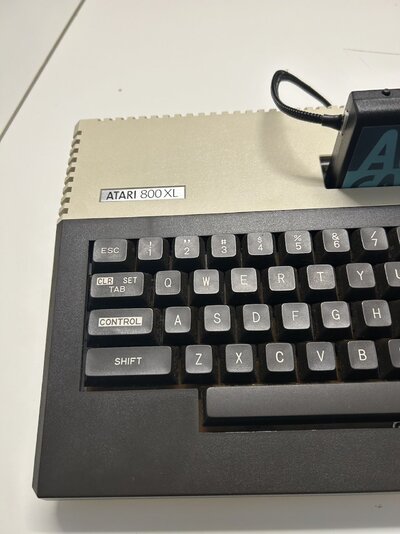 ATARI 800XL
ESC ! 1 " 2 # 3 $ 4 % 5 & 6 / 7
CLR SET TAB Q W E R T Y U
CONTROL A S D F G H
SHIFT Z X C V B